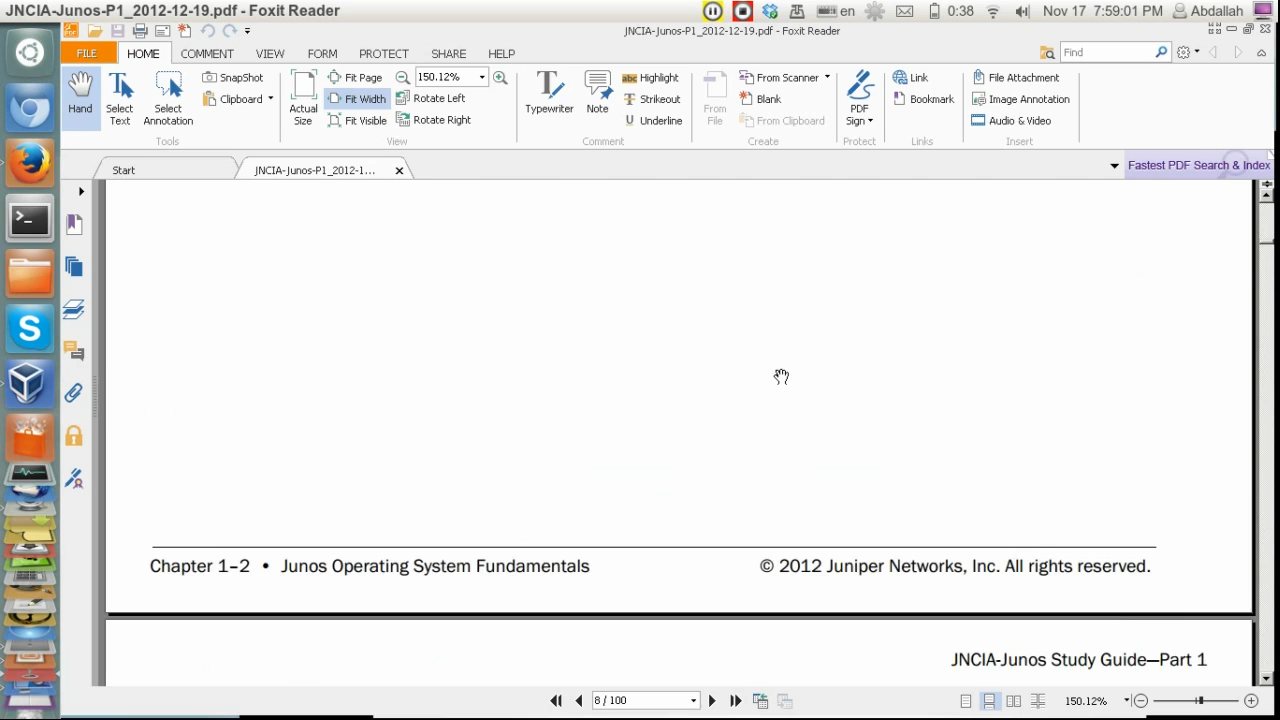 JNCIA-Junos-P1_2012-12-19.pdf - Foxit Reader
en
0:38
Nov 17 7:59:01 PM
Abdallah
JNCIA-Junos-P1_2012-12-19.pdf - Foxit Reader
FILE
HOME
COMMENT
VIEW
FORM
PROTECT
SHARE
HELP
Find
Hand
Select Text
Select Annotation
SnapShot
Clipboard
Tools
Actual Size
Fit Page
Fit Width
Fit Visible
150.12%
Rotate Left
Rotate Right
View
Typewriter
Note
abc Highlight
Strikeout
U Underline
Comment
From File
From Scanner
Blank
From Clipboard
Create
PDF Sign
Protect
Link
Bookmark
Links
File Attachment
Image Annotation
Audio & Video
Insert
Start
JNCIA-Junos-P1_2012-1...
Fastest PDF Search & Index
Chapter 1–2 • Junos Operating System Fundamentals
© 2012 Juniper Networks, Inc. All rights reserved.
JNCIA-Junos Study Guide—Part 1
8 / 100
150.12%